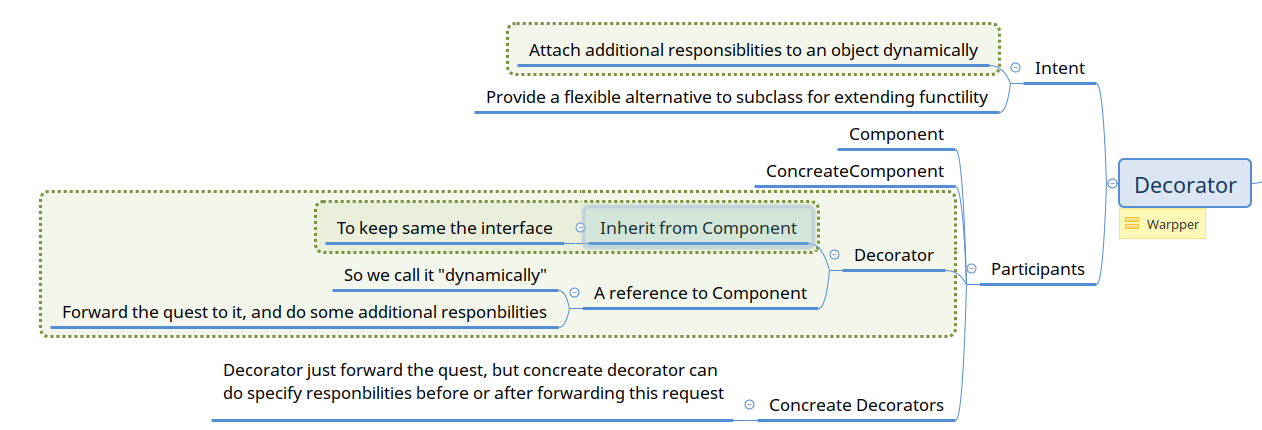 Attach additional responsiblities to an object dynamically
Intent
Provide a flexible alternative to subclass for extending functility
Component
ConcreateComponent
Decorator
Warpper
To keep same the interface
Inherit from Component
Decorator
So we call it "dynamically"
A reference to Component
Participants
Forward the quest to it, and do some additional responbilities
Decorator just forward the quest, but concreate decorator can
do specify responbilities before or after forwarding this request
Concreate Decorators